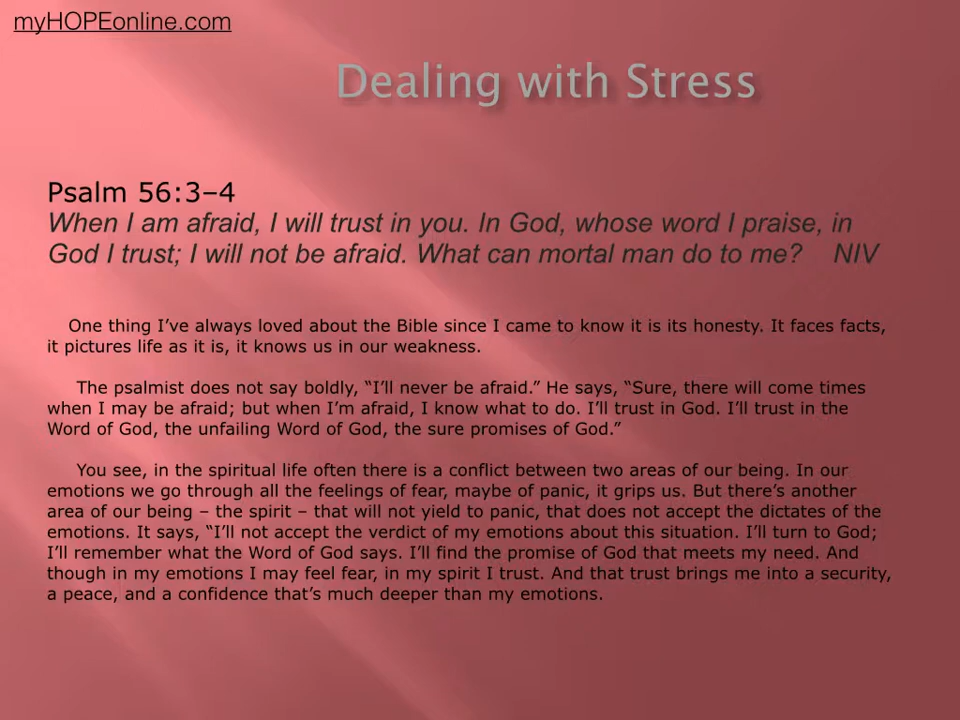 myHOPEonline.com
Dealing with Stress
Psalm 56:3–4
When I am afraid, I will trust in you. In God, whose word I praise, in
God I trust; I will not be afraid. What can mortal man do to me? NIV
One thing I’ve always loved about the Bible since I came to know it is its honesty. It faces facts,
it pictures life as it is, it knows us in our weakness.
The psalmist does not say boldly, “I’ll never be afraid.” He says, “Sure, there will come times
when I may be afraid; but when I’m afraid, I know what to do. I’ll trust in God. I’ll trust in the
Word of God, the unfailing Word of God, the sure promises of God.”
You see, in the spiritual life often there is a conflict between two areas of our being. In our
emotions we go through all the feelings of fear, maybe of panic, it grips us. But there’s another
area of our being – the spirit – that will not yield to panic, that does not accept the dictates of the
emotions. It says, “I’ll not accept the verdict of my emotions about this situation. I’ll turn to God;
I’ll remember what the Word of God says. I’ll find the promise of God that meets my need. And
though in my emotions I may feel fear, in my spirit I trust. And that trust brings me into a security,
a peace, and a confidence that’s much deeper than my emotions.